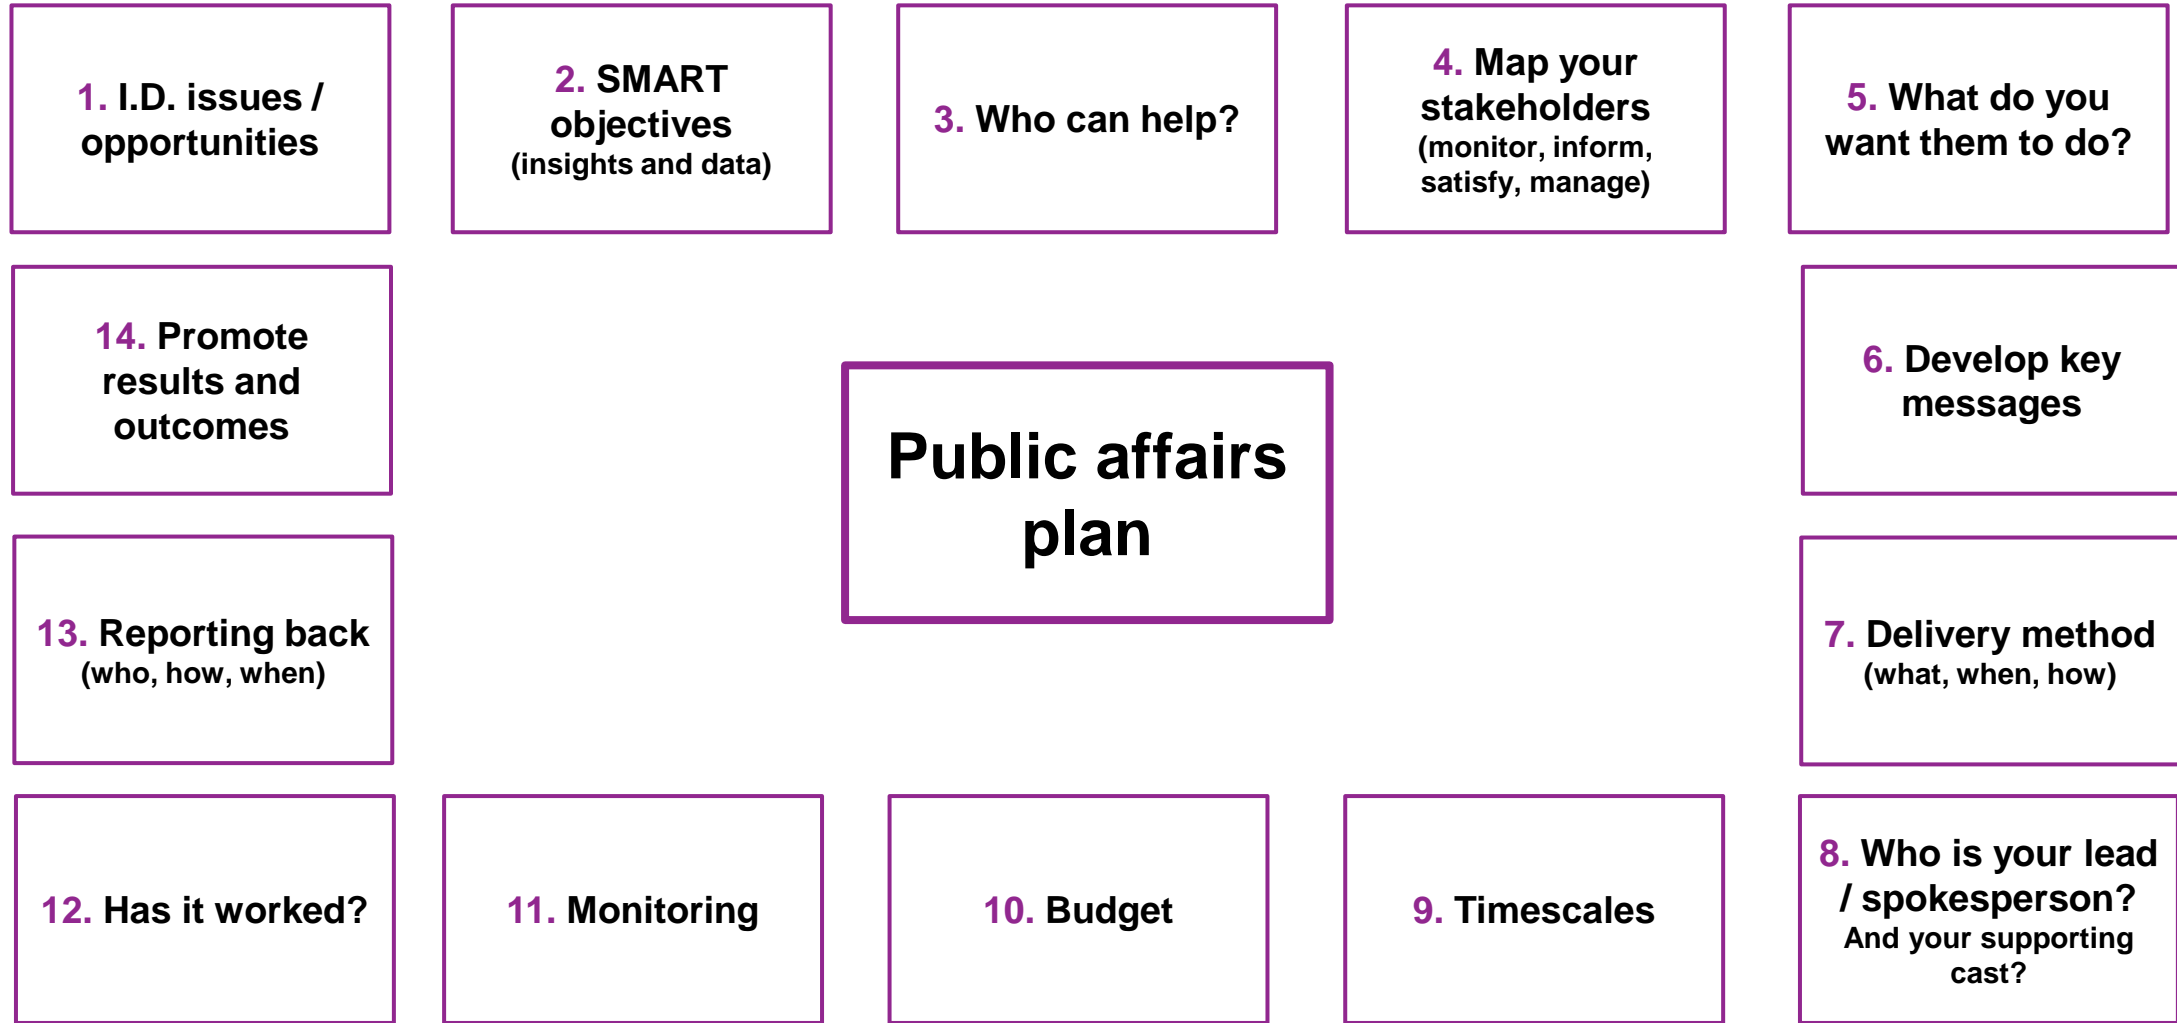 1. I.D. issues /
opportunities
2. SMART
objectives
(insights and data)
3. Who can help?
4. Map your
stakeholders
(monitor, inform,
satisfy, manage)
5. What do you
want them to do?
14. Promote
results and
outcomes
Public affairs
plan
6. Develop key
messages
13. Reporting back
(who, how, when)
7. Delivery method
(what, when, how)
12. Has it worked?
11. Monitoring
10. Budget
9. Timescales
8. Who is your lead
/ spokesperson?
And your supporting
cast?